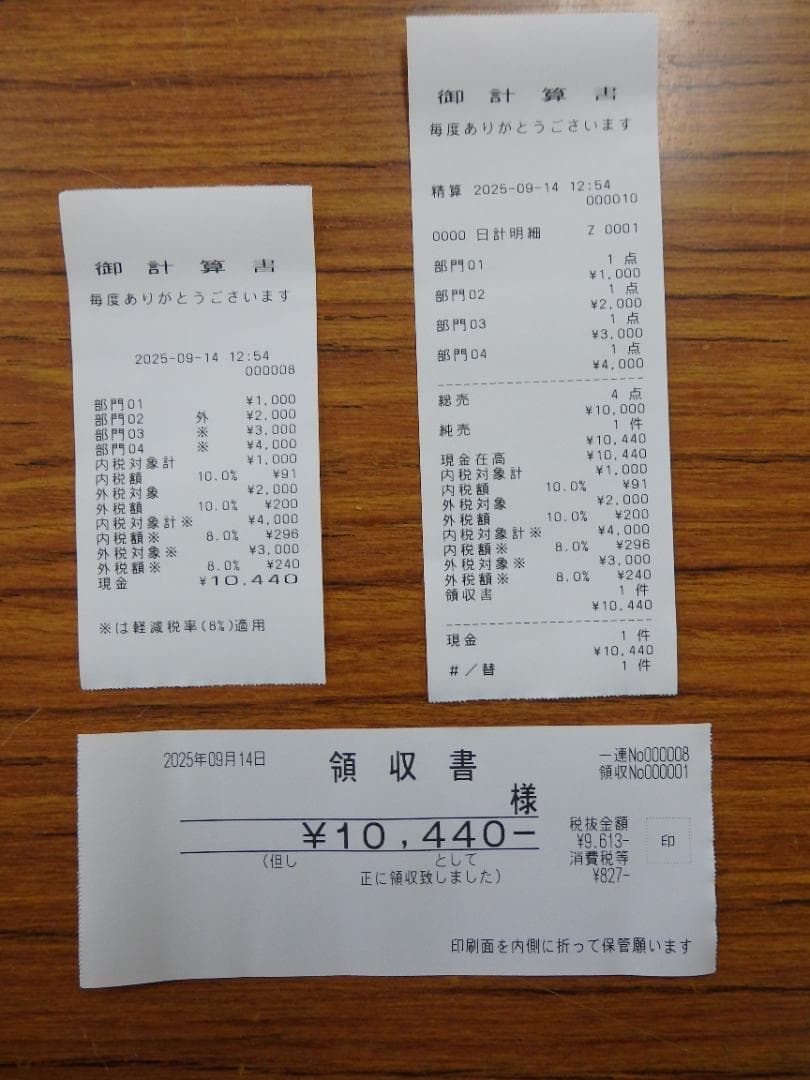 御計算書
毎度ありがとうございます
2025-09-14 12:54
000008
部門01 ¥1,000
部門02 外 ¥2,000
部門03 ※ ¥3,000
部門04 ※ ¥4,000
内税対象計 ¥1,000
内税額 10.0% ¥91
外税対象 ¥2,000
外税額 10.0% ¥200
内税対象計※ ¥4,000
内税額※ 8.0% ¥296
外税対象※ ¥3,000
外税額※ 8.0% ¥240
現金 ¥10,440
※は軽減税率(8%)適用
御計算書
毎度ありがとうございます
精算 2025-09-14 12:54
000010
0000 日計明細 Z 0001
部門01 1 点
¥1,000
部門02 1 点
¥2,000
部門03 1 点
¥3,000
部門04 1 点
¥4,000
総売 4 点
¥10,000
純売 1 件
¥10,440
現金在高 ¥10,440
内税対象計 ¥1,000
内税額 10.0% ¥91
外税対象 ¥2,000
外税額 10.0% ¥200
内税対象計※ ¥4,000
内税額※ 8.0% ¥296
外税対象※ ¥3,000
外税額※ 8.0% ¥240
領収書 1 件
¥10,440
現金 1 件
¥10,440
#/替 1 件
2025年09月14日 領収書 一連No000008
領収No000001
様
¥10,440-
税抜金額
¥9,613-
消費税等
¥827-
印
(但し として
正に領収致しました)
印刷面を内側に折って保管願います